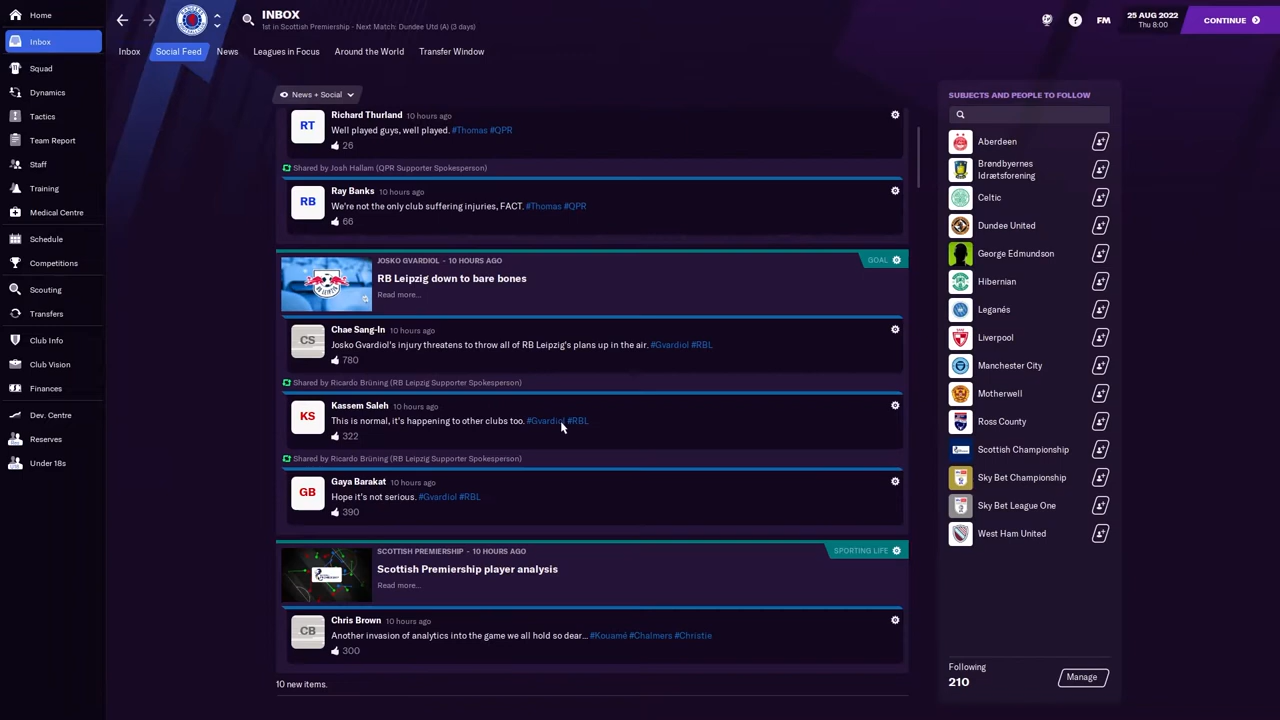 Home
Inbox
Squad
Dynamics
Tactics
Team Report
Staff
Training
Medical Centre
Schedule
Competitions
Scouting
Transfers
Club Info
Club Vision
Finances
Dev. Centre
Reserves
Under 18s
INBOX
1st in Scottish Premiership - Next Match: Dundee Utd (A) (3 days)
FM
25 AUG 2022
Thu 8:00
CONTINUE
Inbox
Social Feed
News
Leagues in Focus
Around the World
Transfer Window
News + Social
RT
Richard Thurland 10 hours ago
Well played guys, well played. #Thomas #QPR
26
Shared by Josh Hallam (QPR Supporter Spokesperson)
RB
Ray Banks 10 hours ago
We're not the only club suffering injuries, FACT. #Thomas #QPR
66
JOSKO GVARDIOL - 10 HOURS AGO
GOAL
RB Leipzig down to bare bones
Read more...
CS
Chae Sang-In 10 hours ago
Josko Gvardiol's injury threatens to throw all of RB Leipzig's plans up in the air. #Gvardiol #RBL
780
Shared by Ricardo Brüning (RB Leipzig Supporter Spokesperson)
KS
Kassem Saleh 10 hours ago
This is normal, it's happening to other clubs too. #Gvardiol #RBL
322
Shared by Ricardo Brüning (RB Leipzig Supporter Spokesperson)
GB
Gaya Barakat 10 hours ago
Hope it's not serious. #Gvardiol #RBL
390
SCOTTISH PREMIERSHIP - 10 HOURS AGO
SPORTING LIFE
Scottish Premiership player analysis
Read more...
CB
Chris Brown 10 hours ago
Another invasion of analytics into the game we all hold so dear... #Kouamé #Chalmers #Christie
300
10 new items.
SUBJECTS AND PEOPLE TO FOLLOW
Aberdeen
Brøndbyernes
Idrætsforening
Celtic
Dundee United
George Edmundson
Hibernian
Leganés
Liverpool
Manchester City
Motherwell
Ross County
Scottish Championship
Sky Bet Championship
Sky Bet League One
West Ham United
Following
210
Manage